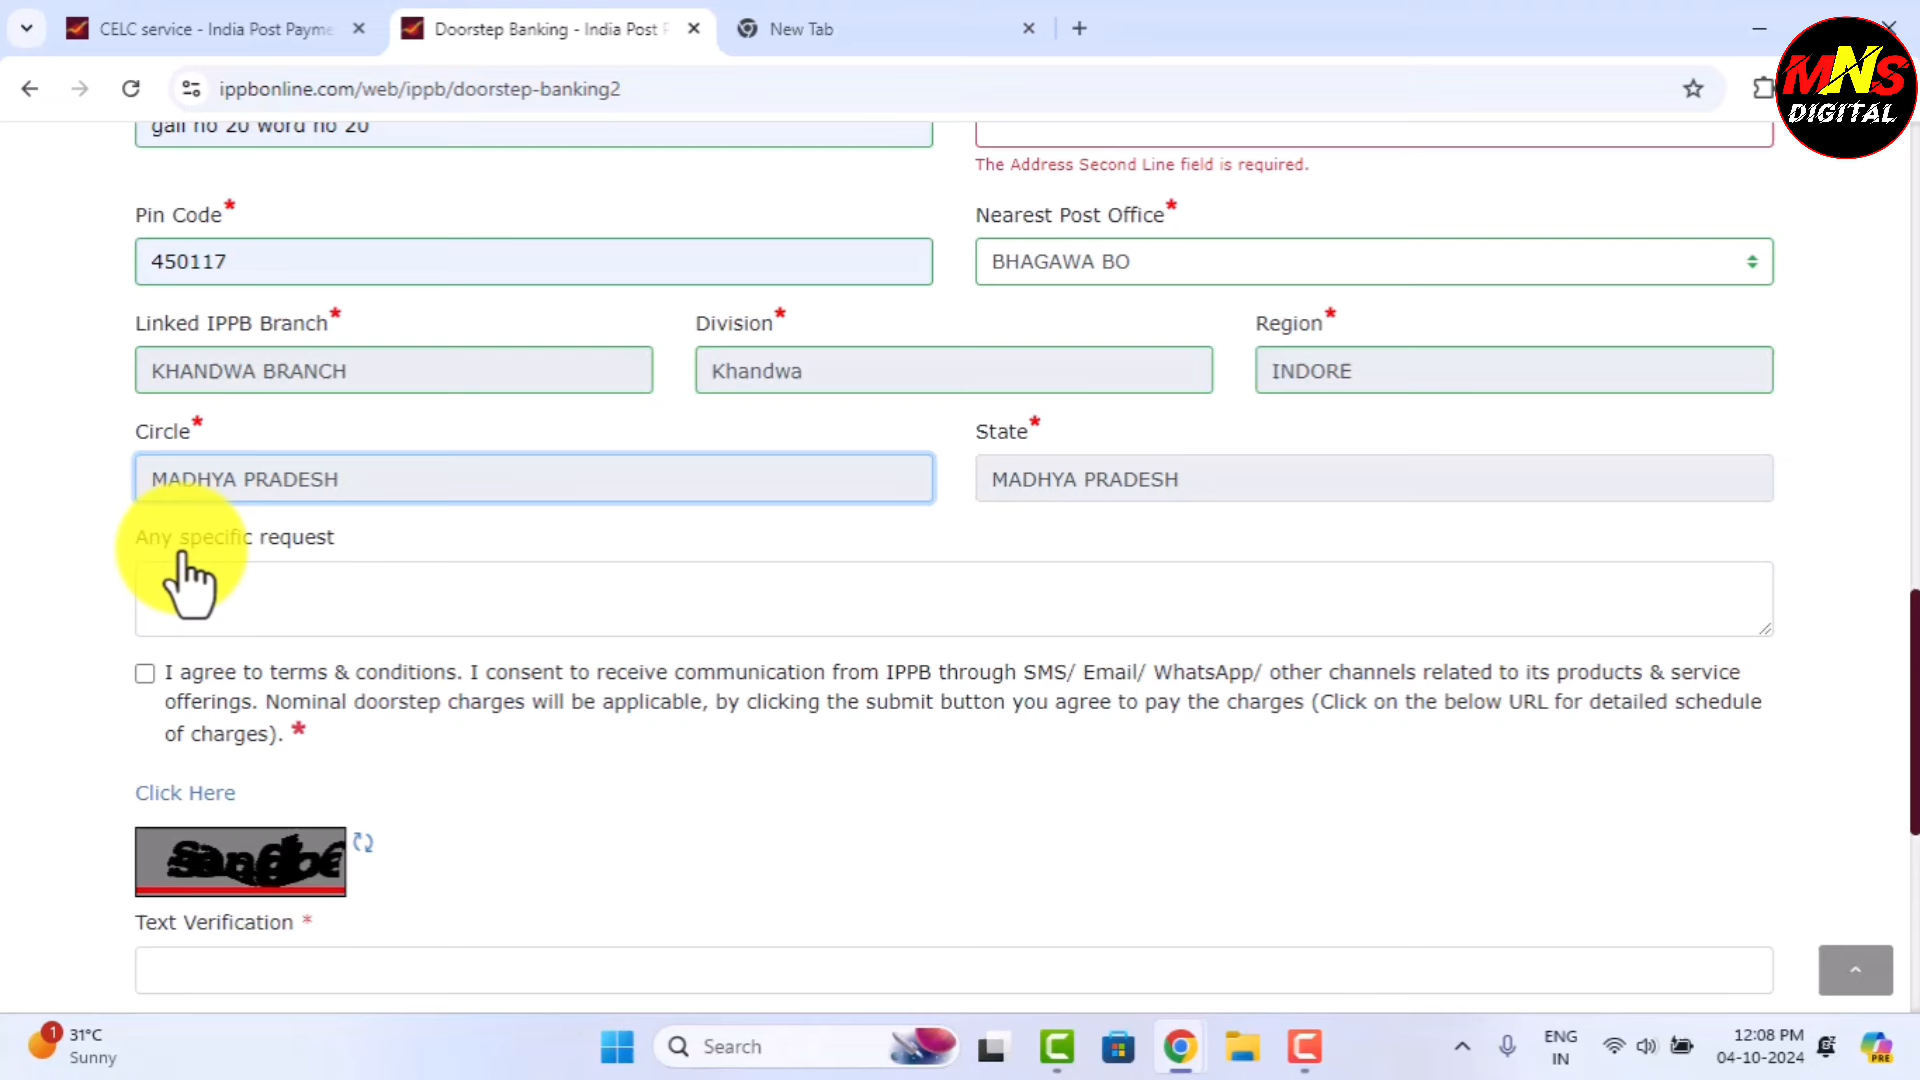 CELC service - India Post Payme
Doorstep Banking - India Post P
New Tab
ippbonline.com/web/ippb/doorstep-banking2
MNS
DIGITAL
gali no 20 word no 20
The Address Second Line field is required.
Pin Code*
Nearest Post Office*
450117
BHAGAWA BO
Linked IPPB Branch*
Division*
Region*
KHANDWA BRANCH
Khandwa
INDORE
Circle*
State*
MADHYA PRADESH
MADHYA PRADESH
Any specific request
I agree to terms & conditions. I consent to receive communication from IPPB through SMS/ Email/ WhatsApp/ other channels related to its products & service
offerings. Nominal doorstep charges will be applicable, by clicking the submit button you agree to pay the charges (Click on the below URL for detailed schedule
of charges). *
Click Here
Text Verification *
1
31°C
Sunny
Search
ENG
IN
12:08 PM
04-10-2024
PRE